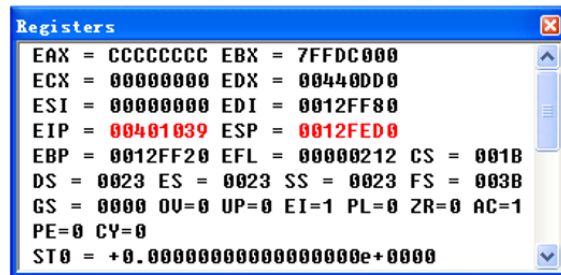 Registers
EAX = CCCCCCCC EBX = 7FFDC000
ECX = 00000000 EDX = 00440DD0
ESI = 00000000 EDI = 0012FF80
EIP = 00401039 ESP = 0012FED0
EBP = 0012FF20 EFL = 00000212 CS = 001B
DS = 0023 ES = 0023 SS = 0023 FS = 003B
GS = 0000 OV=0 UP=0 EI=1 PL=0 ZR=0 AC=1
PE=0 CY=0
ST0 = +0.00000000000000000e+0000